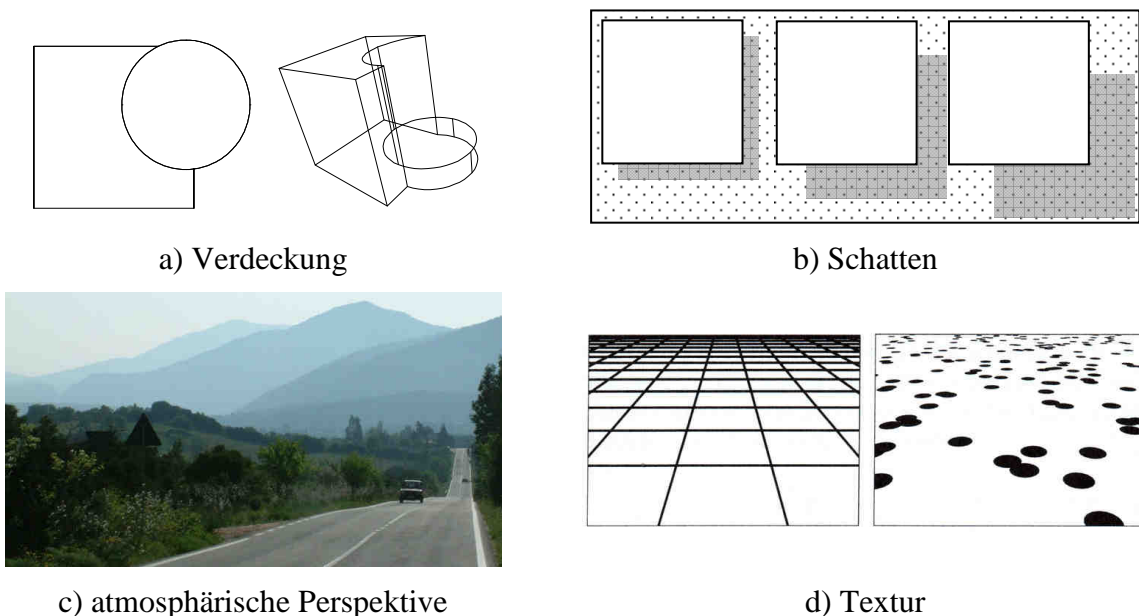 a) Verdeckung
b) Schatten
c) atmosphärische Perspektive
d) Textur